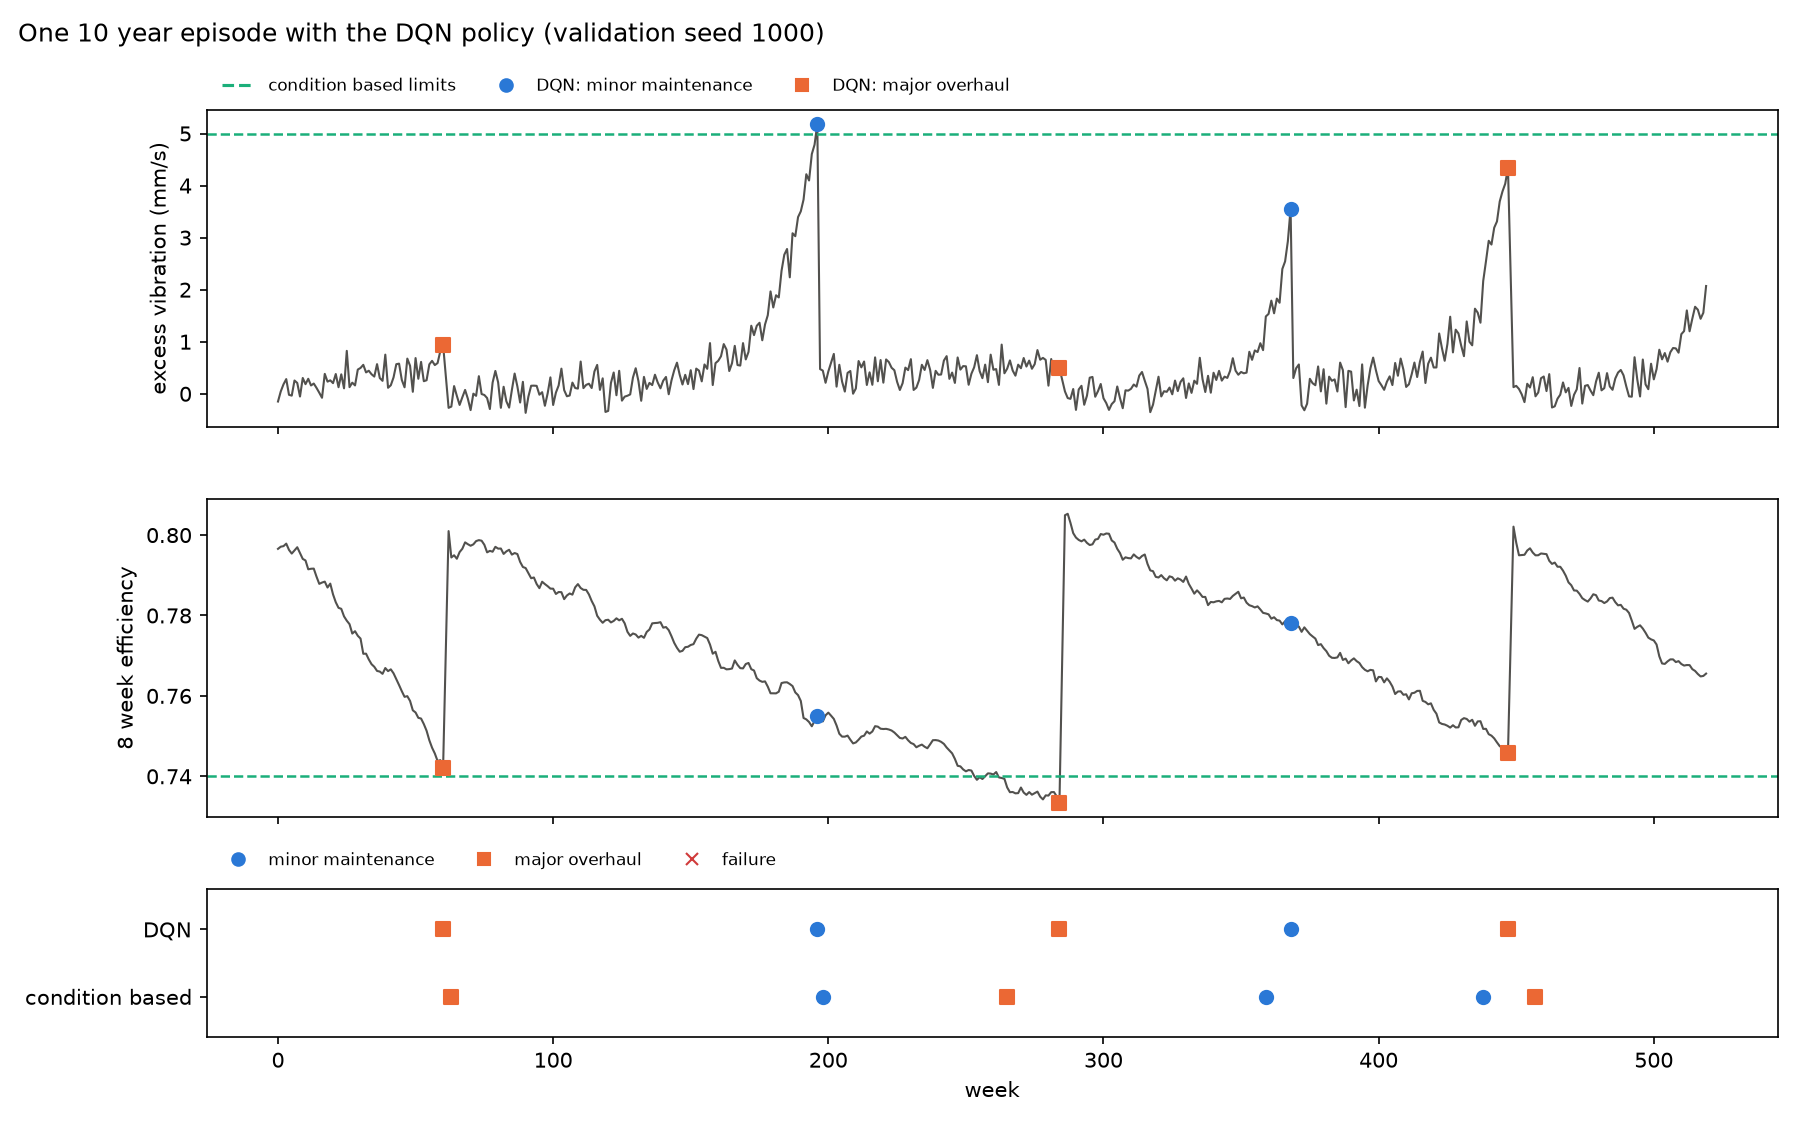 One 10 year episode with the DQN policy (validation seed 1000)
condition based limits DQN: minor maintenance DQN: major overhaul
excess vibration (mm/s)
5
4
3
2
1
0
8 week efficiency
0.80
0.78
0.76
0.74
minor maintenance major overhaul failure
DQN
condition based
0 100 200 300 400 500
week